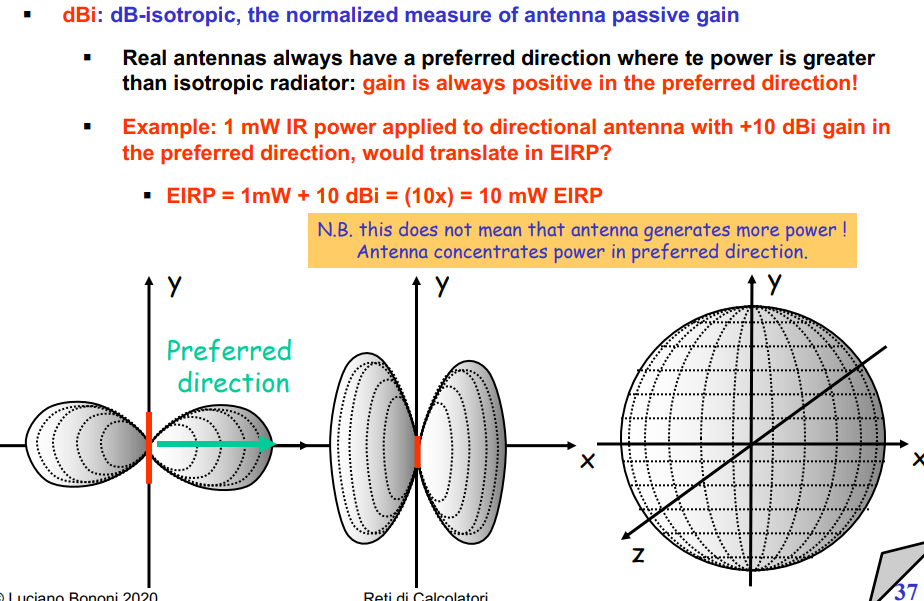 ▪ dBi: dB-isotropic, the normalized measure of antenna passive gain
▪ Real antennas always have a preferred direction where te power is greater
than isotropic radiator: gain is always positive in the preferred direction!
▪ Example: 1 mW IR power applied to directional antenna with +10 dBi gain in
the preferred direction, would translate in EIRP?
▪ EIRP = 1mW + 10 dBi = (10x) = 10 mW EIRP
N.B. this does not mean that antenna generates more power !
Antenna concentrates power in preferred direction.
y
y
y
Preferred
direction
x
x
z
© Luciano Bononi 2020
Reti di Calcolatori
37